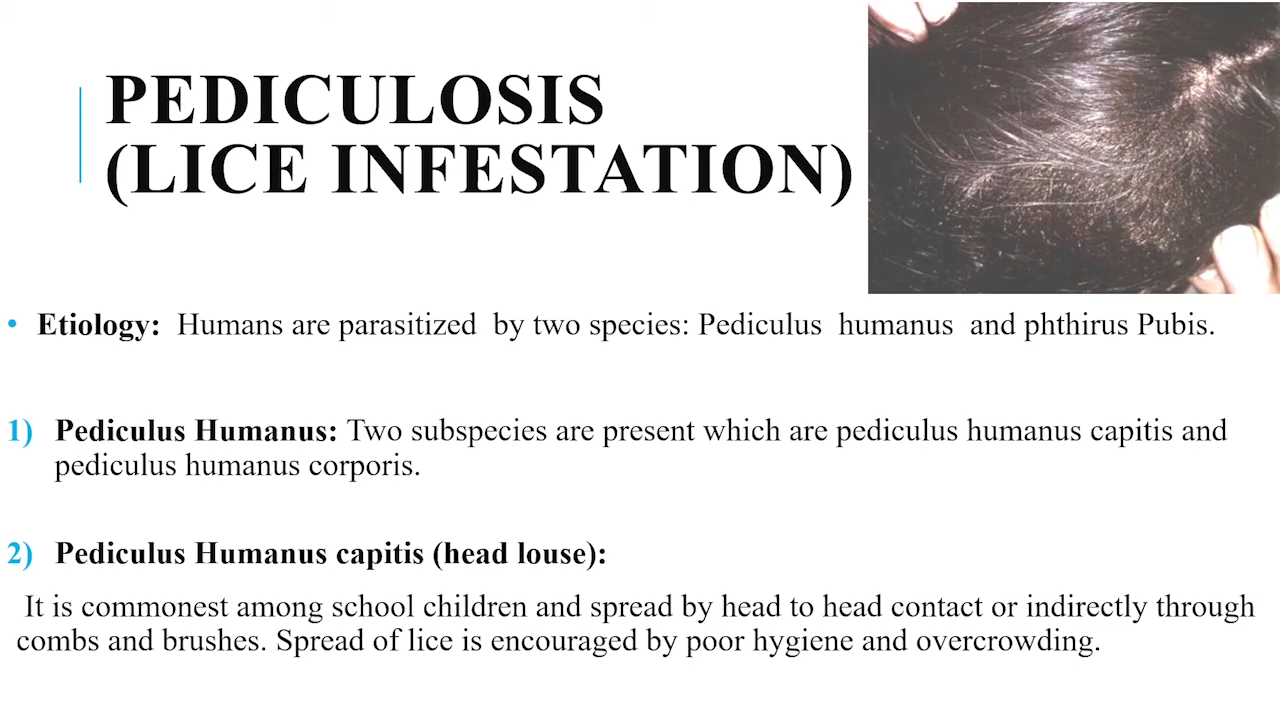 PEDICULOSIS
(LICE INFESTATION)
• Etiology: Humans are parasitized by two species: Pediculus humanus and phthirus Pubis.
1) Pediculus Humanus: Two subspecies are present which are pediculus humanus capitis and
pediculus humanus corporis.
2) Pediculus Humanus capitis (head louse):
It is commonest among school children and spread by head to head contact or indirectly through
combs and brushes. Spread of lice is encouraged by poor hygiene and overcrowding.